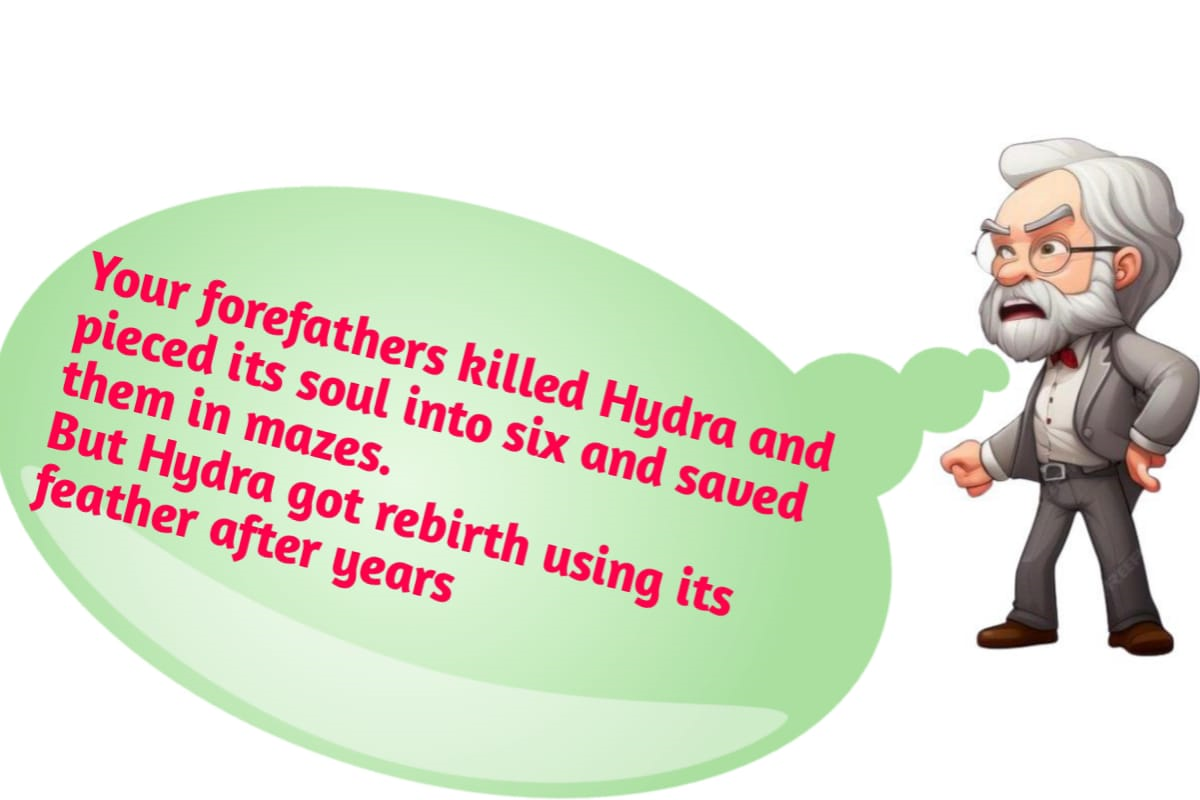 Your forefathers killed Hydra and
pieced its soul into six and saved
them in mazes.
But Hydra got rebirth using its
feather after years